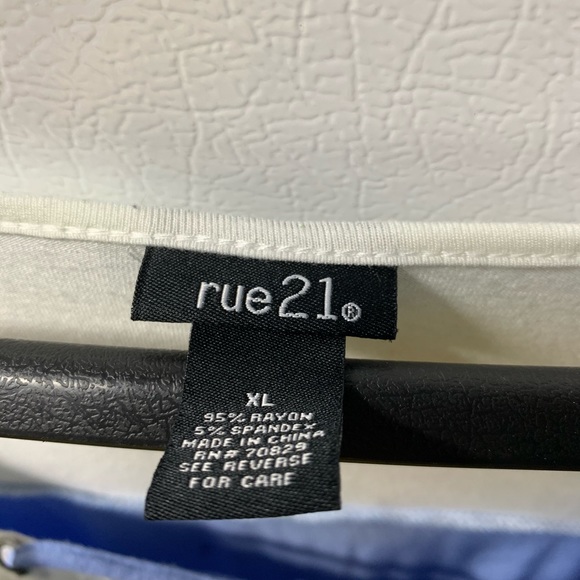 rue21®
XL
95% RAYON
5% SPANDEX
MADE IN CHINA
RN# 70829
SEE REVERSE
FOR CARE